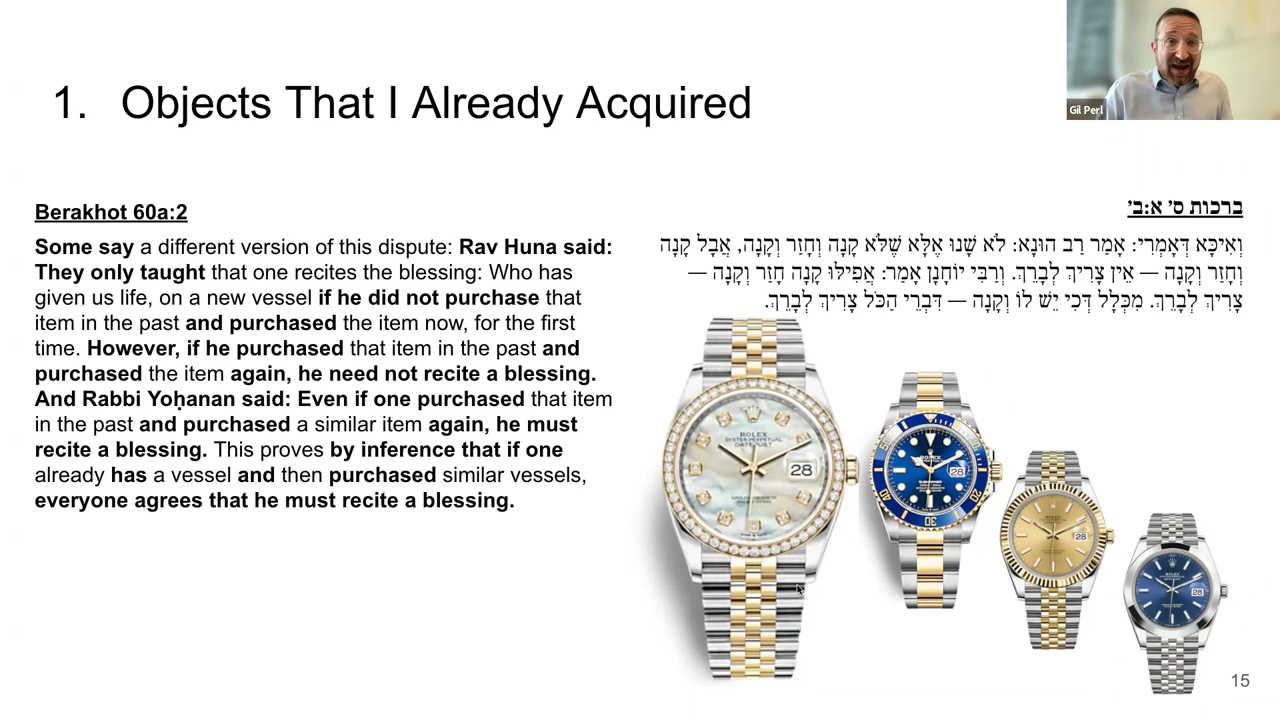 1. Objects That I Already Acquired
Gil Perl
Berakhot 60a:2
Some say a different version of this dispute: Rav Huna said:
They only taught that one recites the blessing: Who has
given us life, on a new vessel if he did not purchase that
item in the past and purchased the item now, for the first
time. However, if he purchased that item in the past and
purchased the item again, he need not recite a blessing.
And Rabbi Yoḥanan said: Even if one purchased that item
in the past and purchased a similar item again, he must
recite a blessing. This proves by inference that if one
already has a vessel and then purchased similar vessels,
everyone agrees that he must recite a blessing.
ברכות ס׳ א:ב׳
וְאִיכָּא דְּאָמְרִי: אָמַר רַב הוּנָא: לֹא שָׁנוּ אֶלָּא שֶׁלֹּא קָנָה וְחָזַר וְקָנָה, אֲבָל קָנָה
וְחָזַר וְקָנָה — אֵין צָרִיךְ לְבָרֵךְ. וְרַבִּי יוֹחָנָן אָמַר: אֲפִילּוּ קָנָה חָזַר וְקָנָה —
צָרִיךְ לְבָרֵךְ. מִכְּלָל דְּכִי יֵשׁ לוֹ וְקָנָה — דִּבְרֵי הַכֹּל צָרִיךְ לְבָרֵךְ.
ROLEX
OYSTER PERPETUAL
DATEJUST
28
28
28
28
15